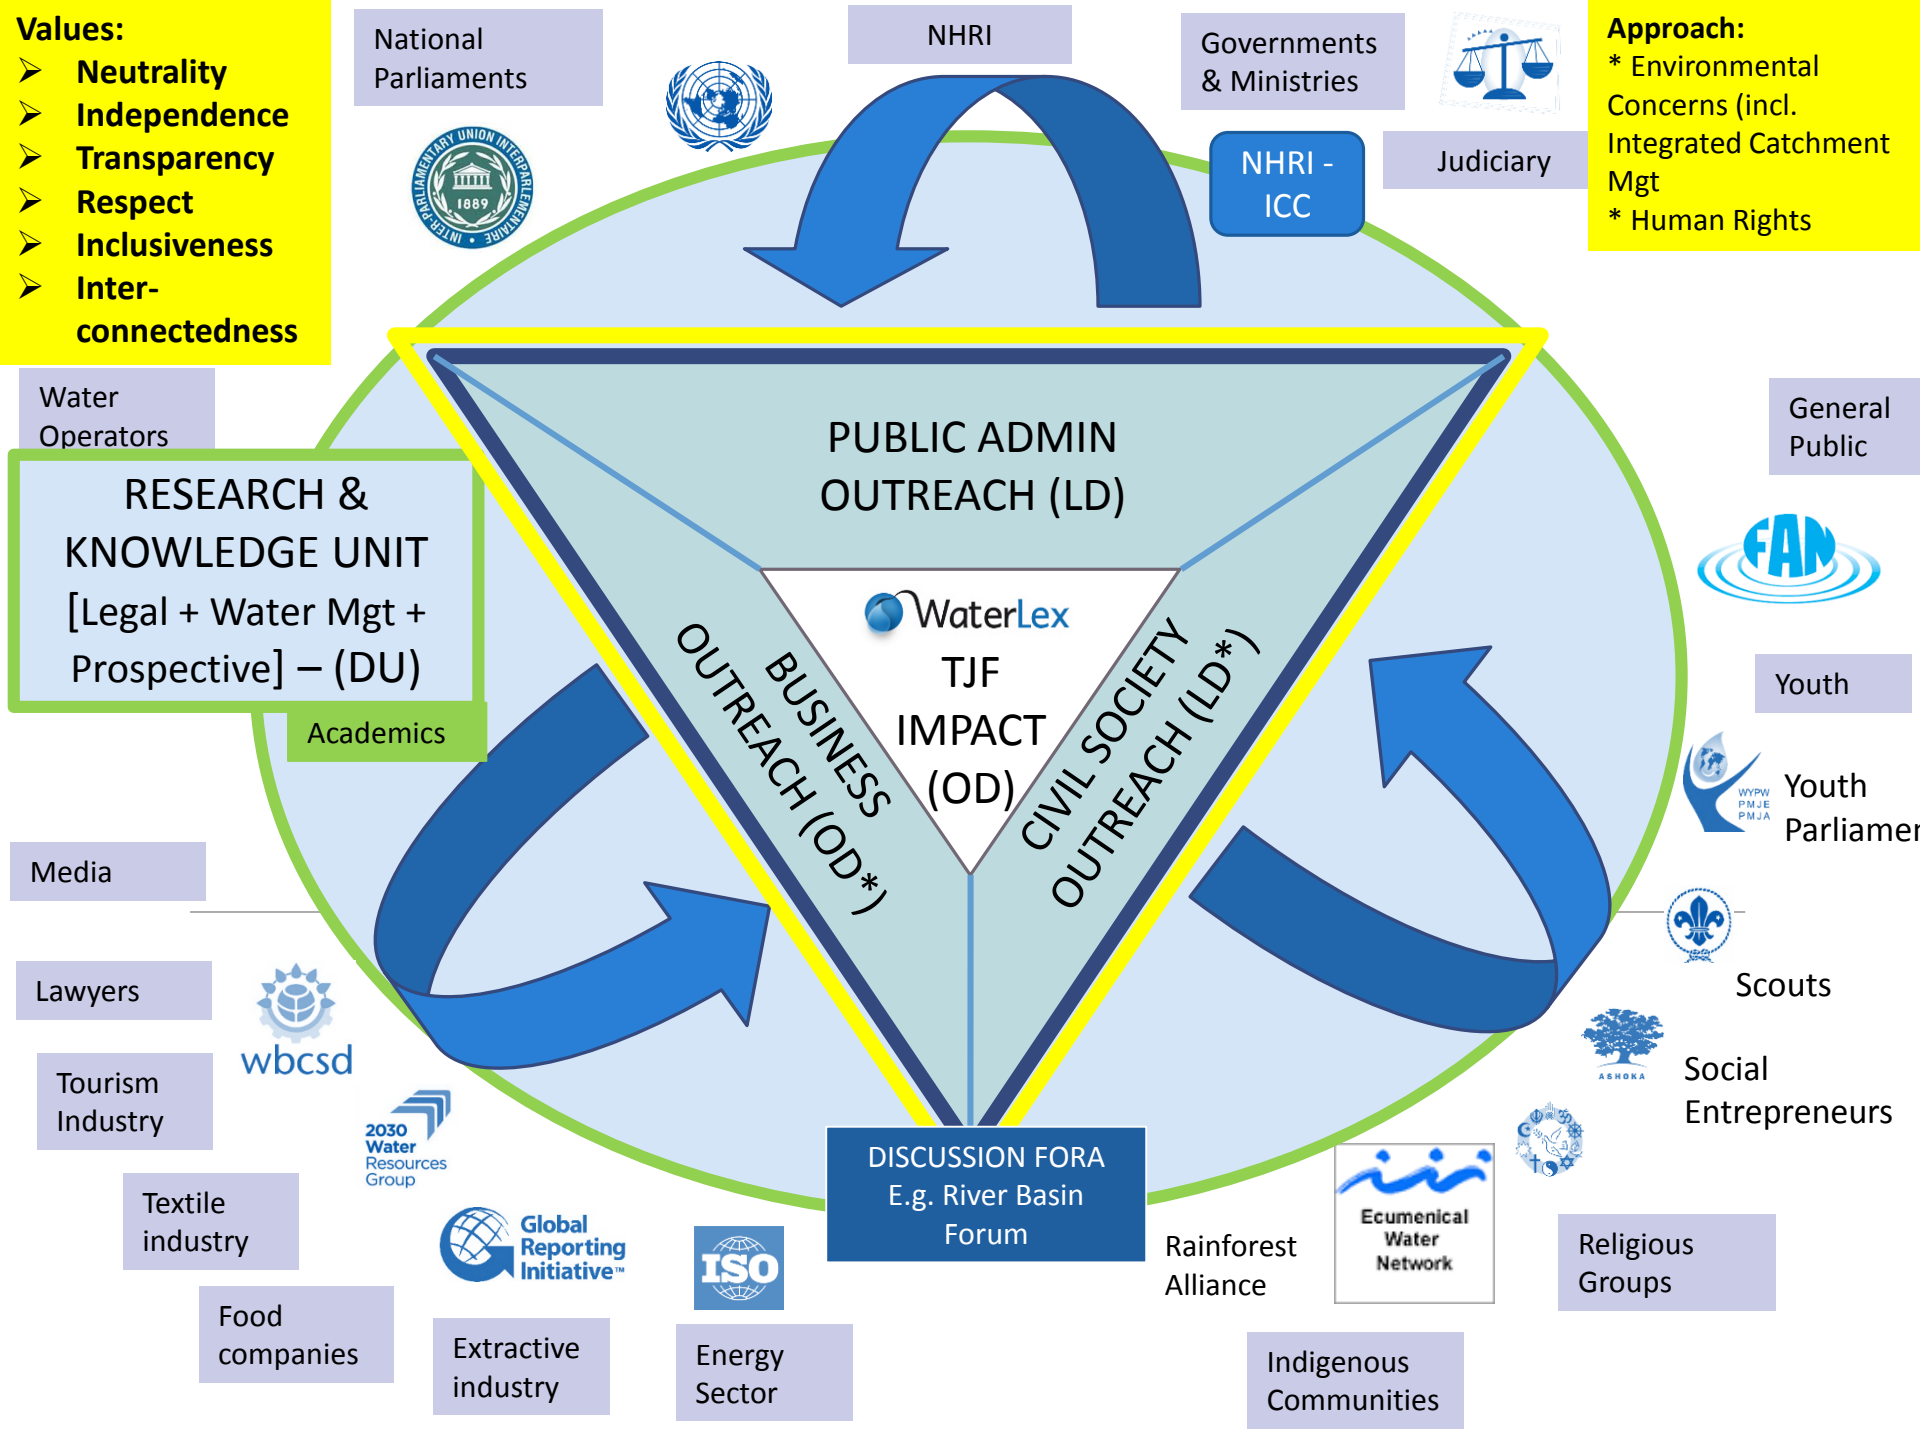 Values:
➢ Neutrality
➢ Independence
➢ Transparency
➢ Respect
➢ Inclusiveness
➢ Inter-
connectedness
National
Parliaments
NHRI
Governments
& Ministries
Approach:
* Environmental
Concerns (incl.
Integrated Catchment
Mgt
* Human Rights
INTER-PARLIAMENTARY UNION INTERPARLEMENTAIRE
1889
NHRI -
ICC
Judiciary
Water
Operators
RESEARCH &
KNOWLEDGE UNIT
[Legal + Water Mgt +
Prospective] – (DU)
Academics
PUBLIC ADMIN
OUTREACH (LD)
WaterLex
TJF
IMPACT
(OD)
BUSINESS
OUTREACH (OD*)
CIVIL SOCIETY
OUTREACH (LD*)
General
Public
FAN
Youth
WYPW
PMJE
PMJA
Youth
Parliamen
Media
Lawyers
wbcsd
Scouts
Tourism
Industry
2030
Water
Resources
Group
ASHOKA
Social
Entrepreneurs
DISCUSSION FORA
E.g. River Basin
Forum
Textile
industry
Global
Reporting
Initiative™
ISO
Rainforest
Alliance
Ecumenical
Water
Network
Religious
Groups
Food
companies
Extractive
industry
Energy
Sector
Indigenous
Communities